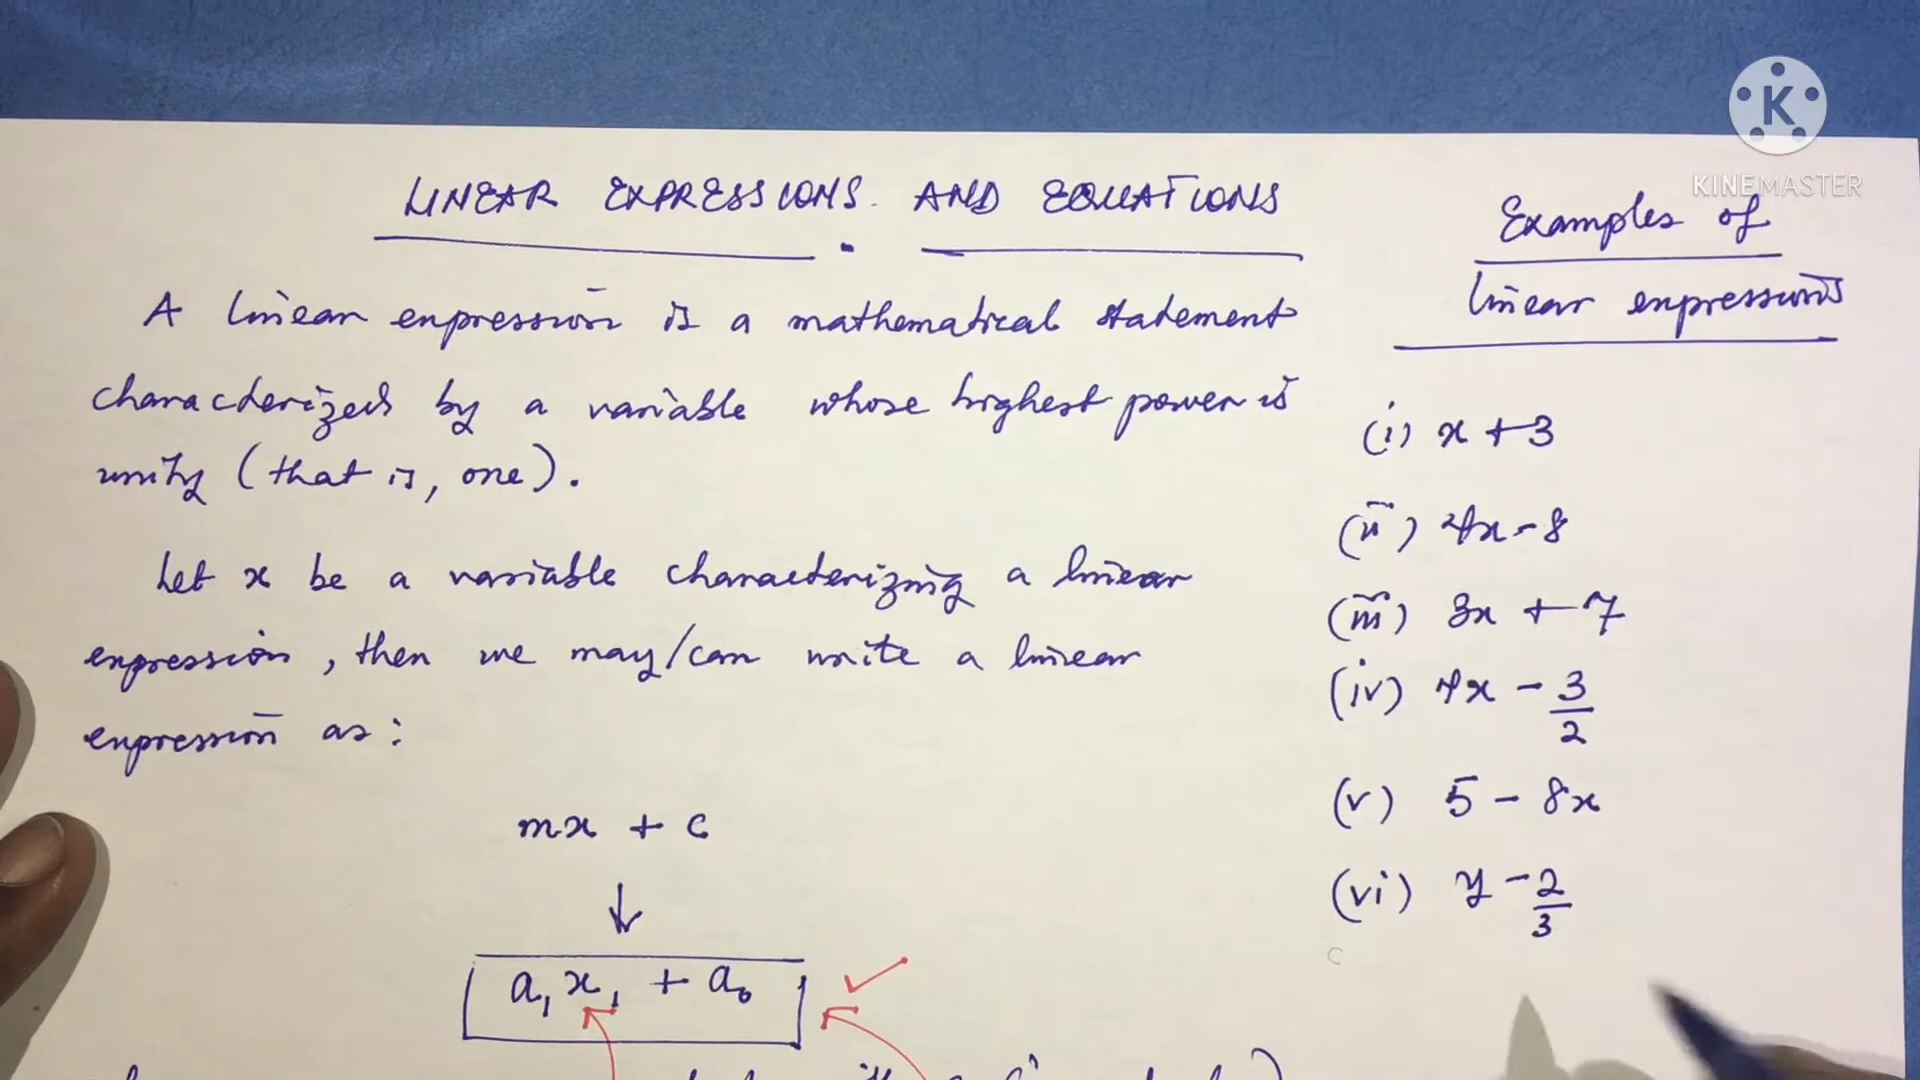 LINEAR EXPRESSIONS AND EQUATIONS
A linear expression is a mathematical statement
characterized by a variable whose highest power is
unity (that is, one).
Let x be a variable characterizing a linear
expression, then we may/can write a linear
expression as:
mx + c
↓
a₁x₁ + a₀
K
KINEMASTER
Examples of
linear expressions
(i) x + 3
(ii) 4x - 8
(iii) 3x + 7
(iv) 4x - 3/2
(v) 5 - 8x
(vi) y - 2/3